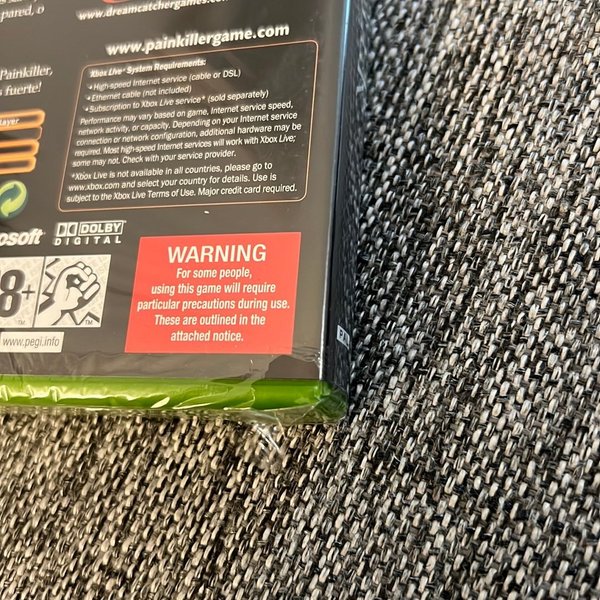 www.dreamcatchergames.com
pared, o
www.painkillergame.com
Painkiller,
s fuerte!
Xbox Live® System Requirements:
• High-speed Internet service (cable or DSL)
• Ethernet cable (not included)
• Subscription to Xbox Live service* (sold separately)
Performance may vary based on game, Internet service speed,
network activity, or capacity. Depending on your Internet service
connection or network configuration, additional hardware may be
required. Most high-speed Internet services will work with Xbox Live;
some may not. Check with your service provider.
*Xbox Live is not available in all countries, please go to
www.xbox.com and select your country for details. Use is
subject to the Xbox Live Terms of Use. Major credit card required.
layer
osoft
DOLBY
DIGITAL
8+
TM
TM
www.pegi.info
WARNING
For some people,
using this game will require
particular precautions during use.
These are outlined in the
attached notice.